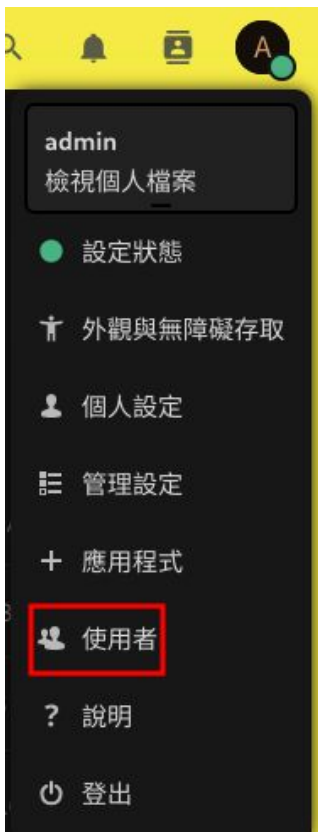 A
admin
檢視個人檔案
設定狀態
外觀與無障礙存取
個人設定
管理設定
應用程式
使用者
? 說明
登出